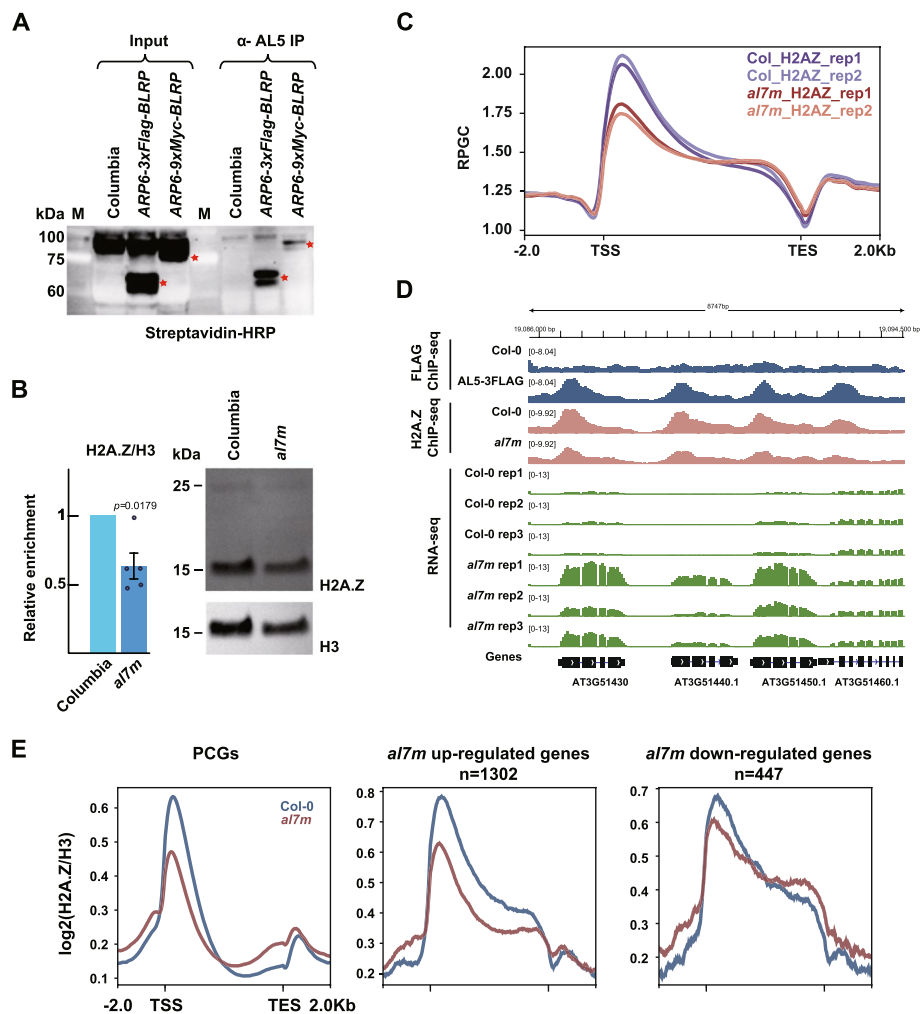 A
Input
α- AL5 IP
Columbia
ARP6-3xFlag-BLRP
ARP6-9xMyc-BLRP
Columbia
ARP6-3xFlag-BLRP
ARP6-9xMyc-BLRP
kDa M M
100
75
60
Streptavidin-HRP
B
H2A.Z/H3
p=0.0179
1
0.5
Relative enrichment
Columbia
al7m
kDa
Columbia
al7m
25
15
H2A.Z
15
H3
C
Col_H2AZ_rep1
Col_H2AZ_rep2
al7m_H2AZ_rep1
al7m_H2AZ_rep2
RPGC
2.00
1.75
1.50
1.25
1.00
-2.0 TSS TES 2.0Kb
D
8747bp
19,086,000 bp 19,094,500 bp
FLAG ChIP-seq
Col-0 [0-8.04]
AL5-3FLAG [0-8.04]
H2A.Z ChIP-seq
Col-0 [0-9.92]
al7m [0-9.92]
RNA-seq
Col-0 rep1 [0-13]
Col-0 rep2 [0-13]
Col-0 rep3 [0-13]
al7m rep1 [0-13]
al7m rep2 [0-13]
al7m rep3 [0-13]
Genes
AT3G51430 AT3G51440.1 AT3G51450.1 AT3G51460.1
E
PCGs
Col-0
al7m
log2(H2A.Z/H3)
0.6
0.5
0.4
0.3
0.2
0.1
-2.0 TSS TES 2.0Kb
al7m up-regulated genes
n=1302
0.8
0.7
0.6
0.5
0.4
0.3
0.2
al7m down-regulated genes
n=447
0.7
0.6
0.5
0.4
0.3
0.2